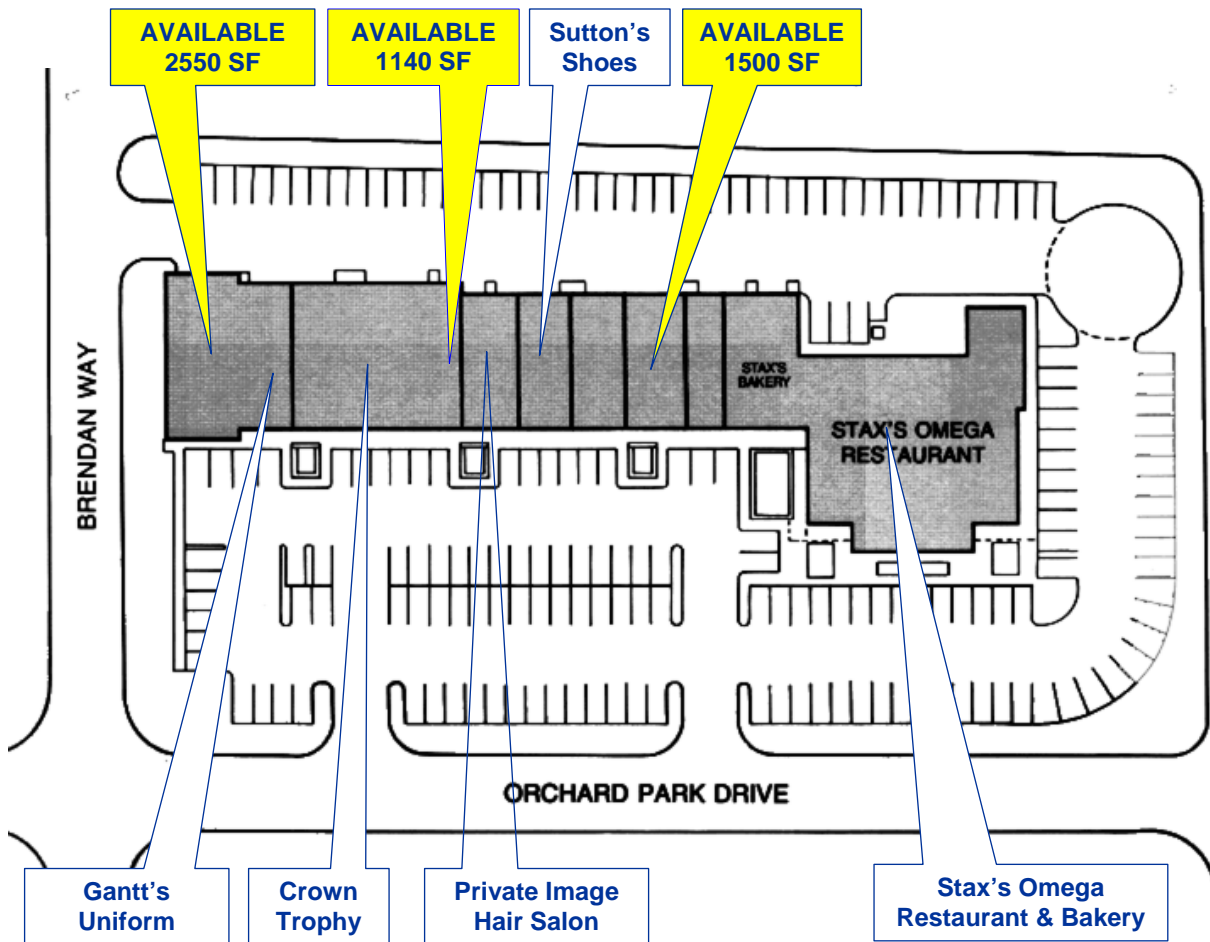 AVAILABLE
2550 SF
AVAILABLE
1140 SF
Sutton's
Shoes
AVAILABLE
1500 SF
BRENDAN WAY
STAX'S
BAKERY
STAX'S OMEGA
RESTAURANT
ORCHARD PARK DRIVE
Gantt's
Uniform
Crown
Trophy
Private Image
Hair Salon
Stax's Omega
Restaurant & Bakery